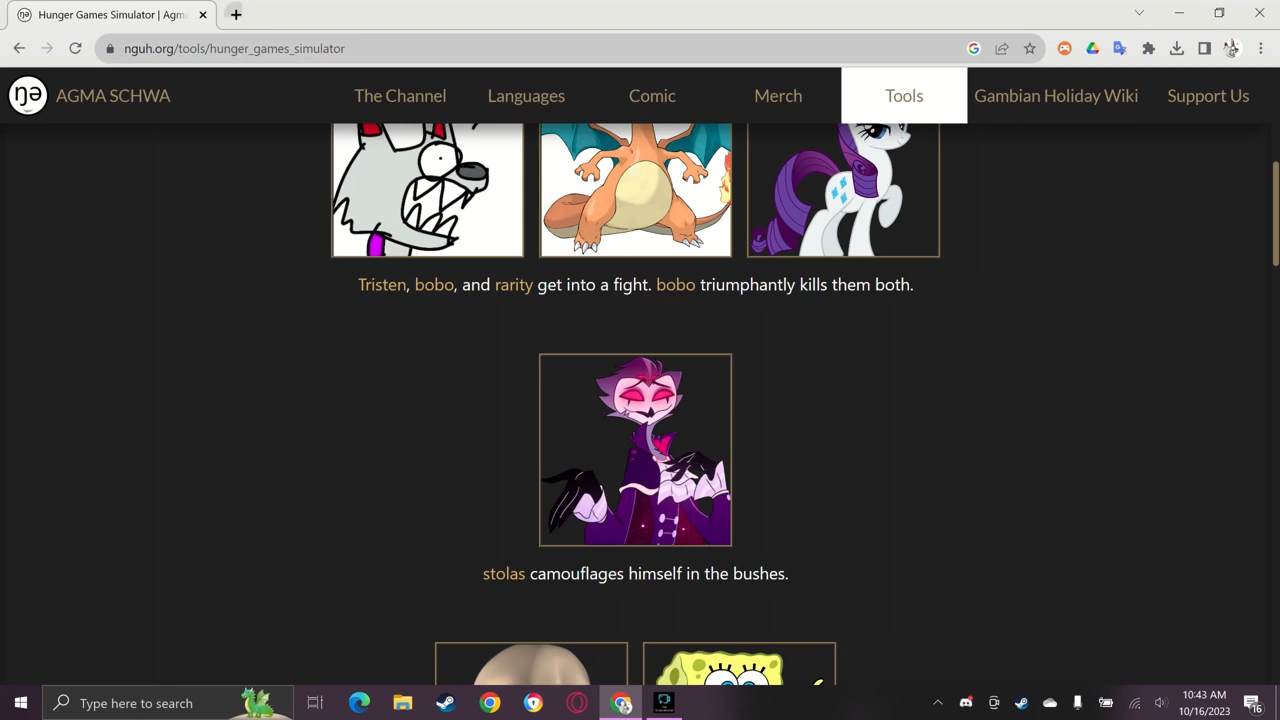 Hunger Games Simulator | Agma
nguh.org/tools/hunger_games_simulator
ŋə AGMA SCHWA The Channel Languages Comic Merch Tools Gambian Holiday Wiki Support Us
Tristen, bobo, and rarity get into a fight. bobo triumphantly kills them both.
stolas camouflages himself in the bushes.
Type here to search
10:43 AM
10/16/2023
16